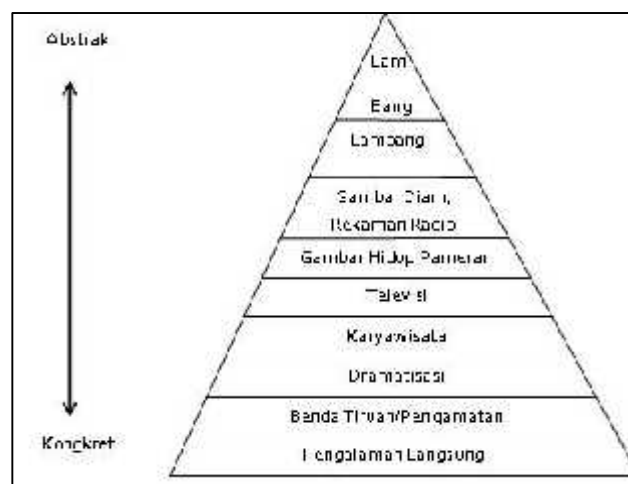 Abstrak
Lam
Bang
Lambang
Gambar Diam,
Rekaman Radio
Gambar Hidup Pameran
Televisi
Karyawisata
Dramatisasi
Benda Tiruan/Pengamatan
Pengalaman Langsung
Kongkret